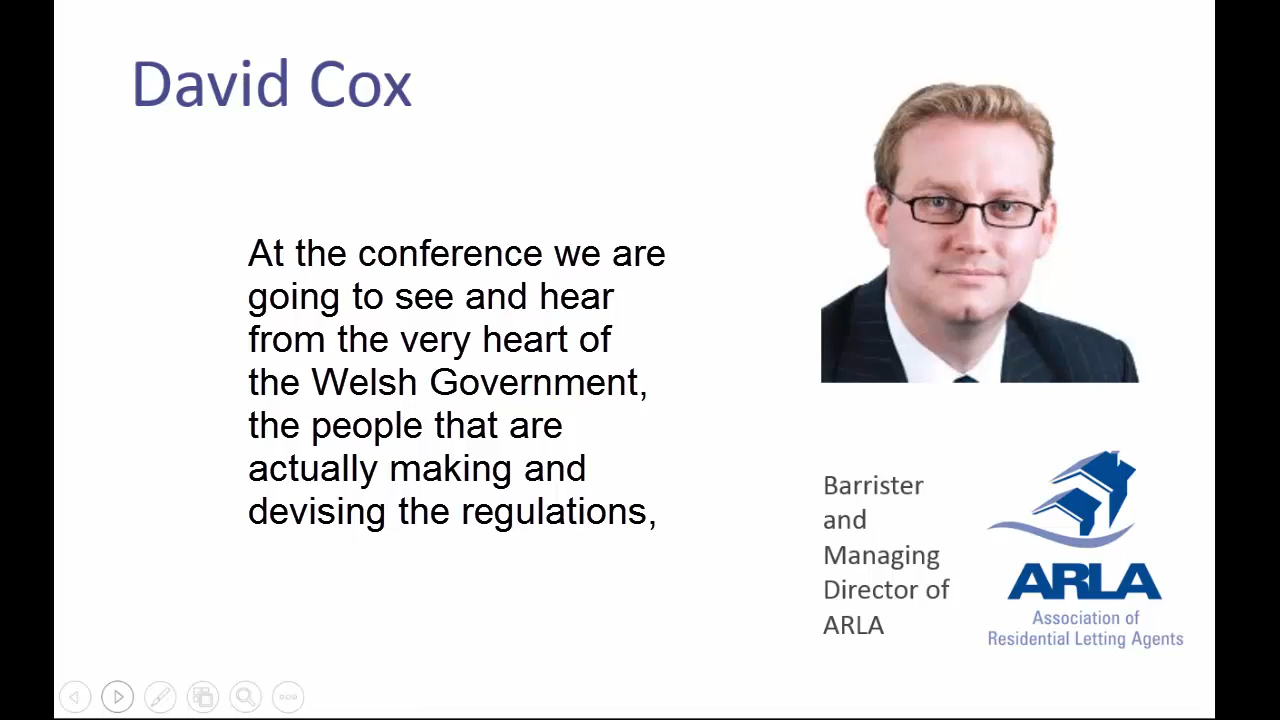 David Cox
At the conference we are
going to see and hear
from the very heart of
the Welsh Government,
the people that are
actually making and
devising the regulations,
Barrister
and
Managing
Director of
ARLA
ARLA
Association of
Residential Letting Agents